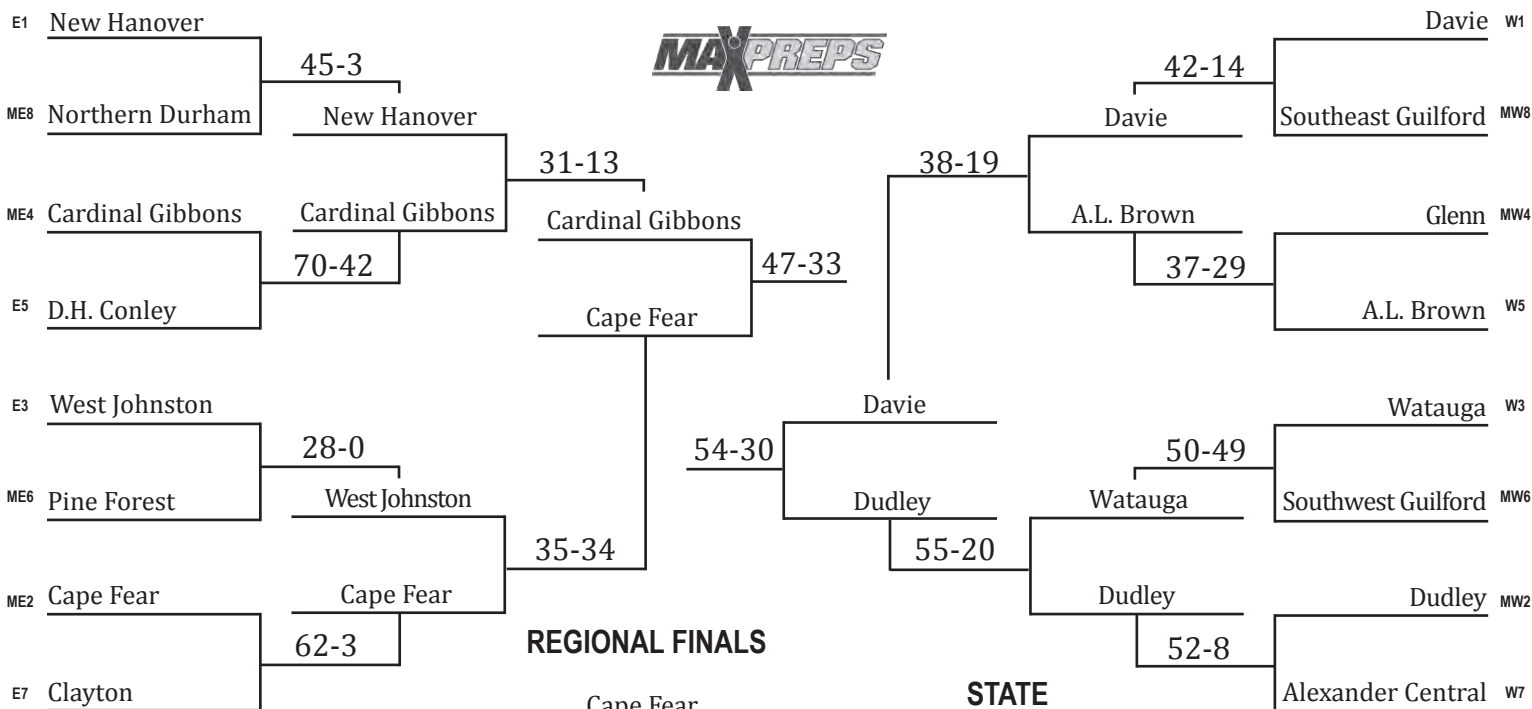 E1 New Hanover
45-3
ME8 Northern Durham
New Hanover
31-13
ME4 Cardinal Gibbons
Cardinal Gibbons
70-42
E5 D.H. Conley
Cardinal Gibbons
47-33
Cape Fear
E3 West Johnston
28-0
ME6 Pine Forest
West Johnston
35-34
ME2 Cape Fear
Cape Fear
62-3
E7 Clayton
MAXPREPS
REGIONAL FINALS
Cape Fear
STATE
Davie W1
42-14
Southeast Guilford MW8
Davie
38-19
Glenn MW4
A.L. Brown
37-29
A.L. Brown W5
Davie
54-30
Dudley
Watauga W3
50-49
Southwest Guilford MW6
Watauga
55-20
Dudley MW2
Dudley
52-8
Alexander Central W7